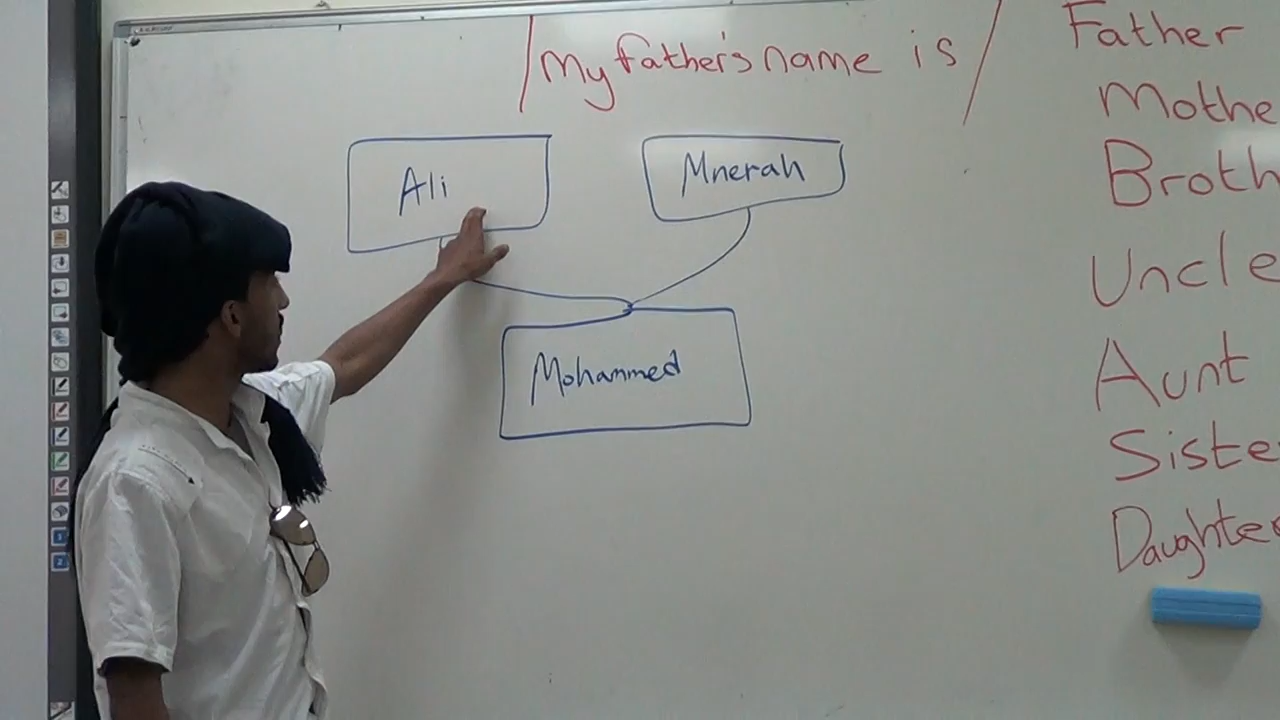 /My father's name is/
Ali
Mnerah
Mohammed
Father
Mothe
Broth
Uncle
Aunt
Siste
Daughter